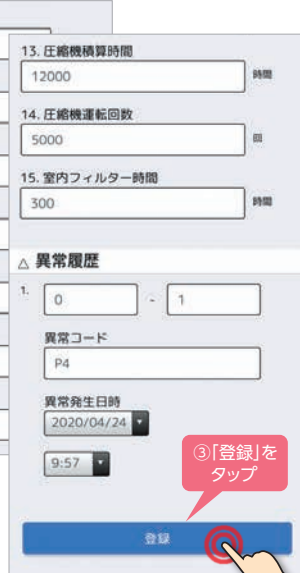 13. 圧縮機積算時間
12000 時間
14. 圧縮機運転回数
5000 回
15. 室内フィルター時間
300 時間
△ 異常履歴
1. 0 - 1
異常コード
P4
異常発生日時
2020/04/24
9:57
③「登録」を
タップ
登録